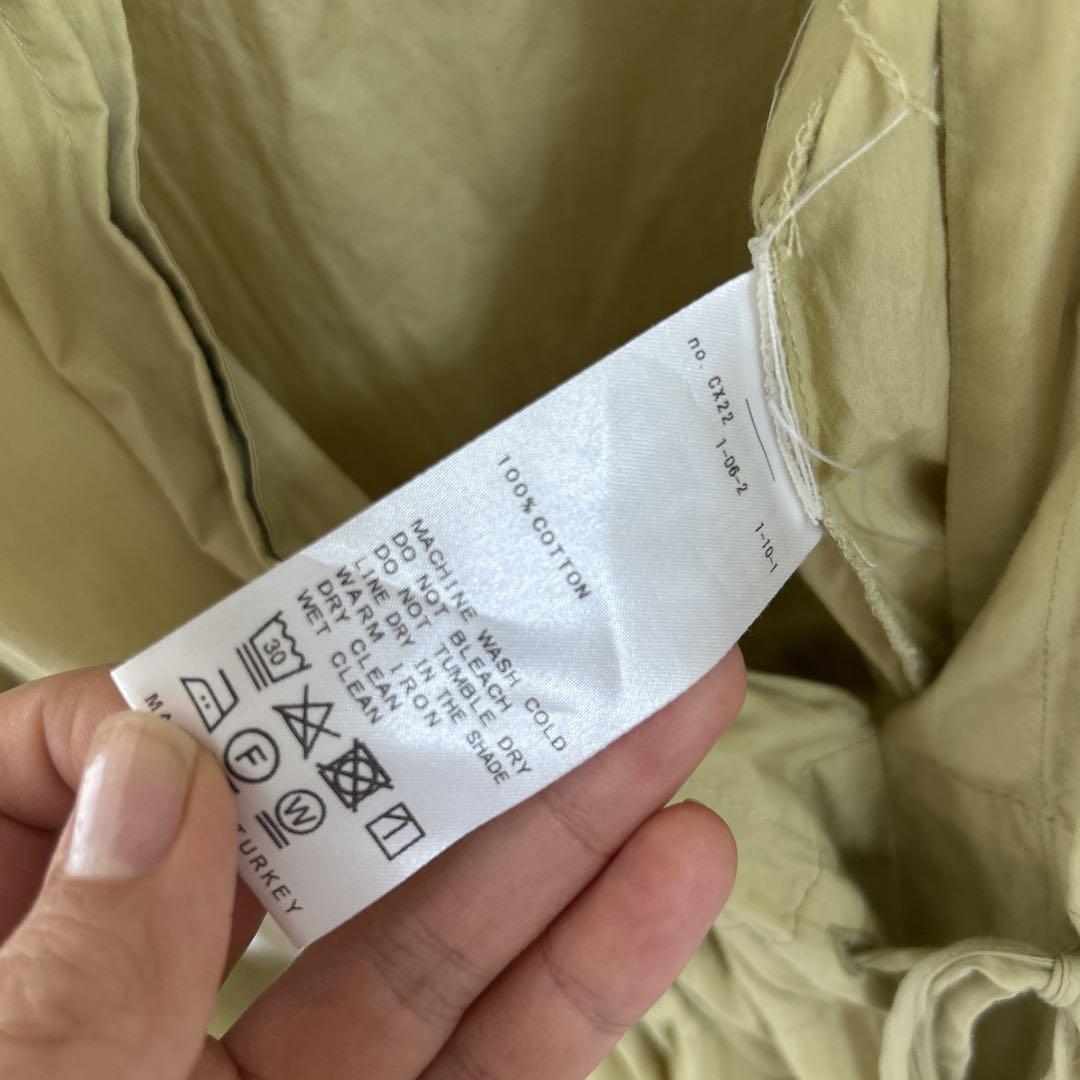 no. CX22 1-06-2 1-10-1
100% COTTON
MACHINE WASH COLD
DO NOT BLEACH
DO NOT TUMBLE DRY
LINE DRY IN THE SHADE
WARM IRON
DRY CLEAN
WET CLEAN
30
F
W
TURKEY